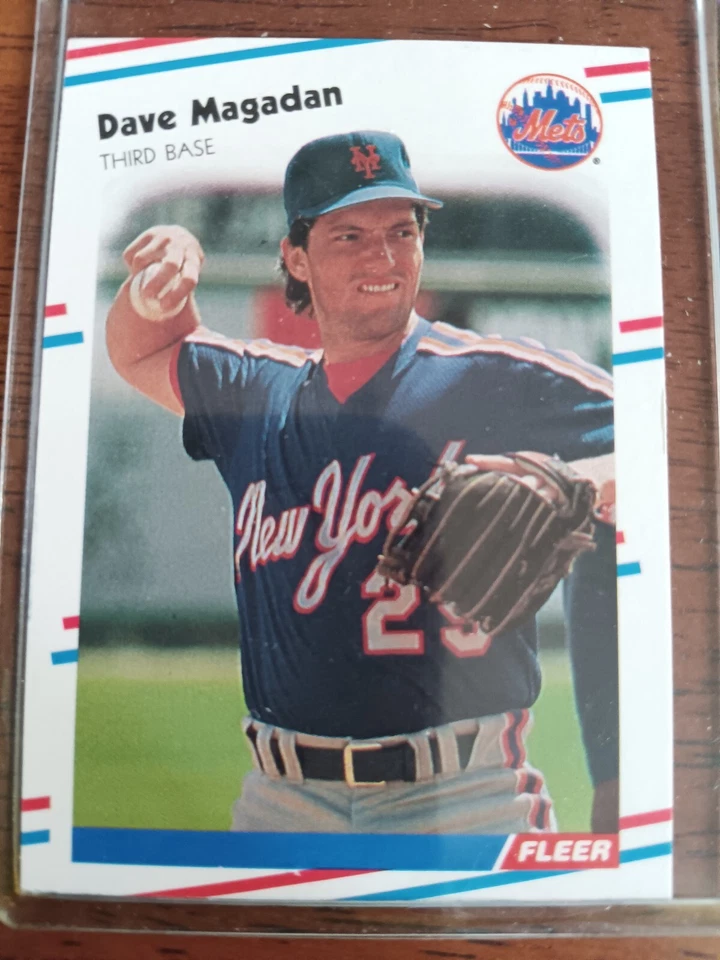 Dave Magadan
THIRD BASE
Mets
®
NY
New York
29
FLEER